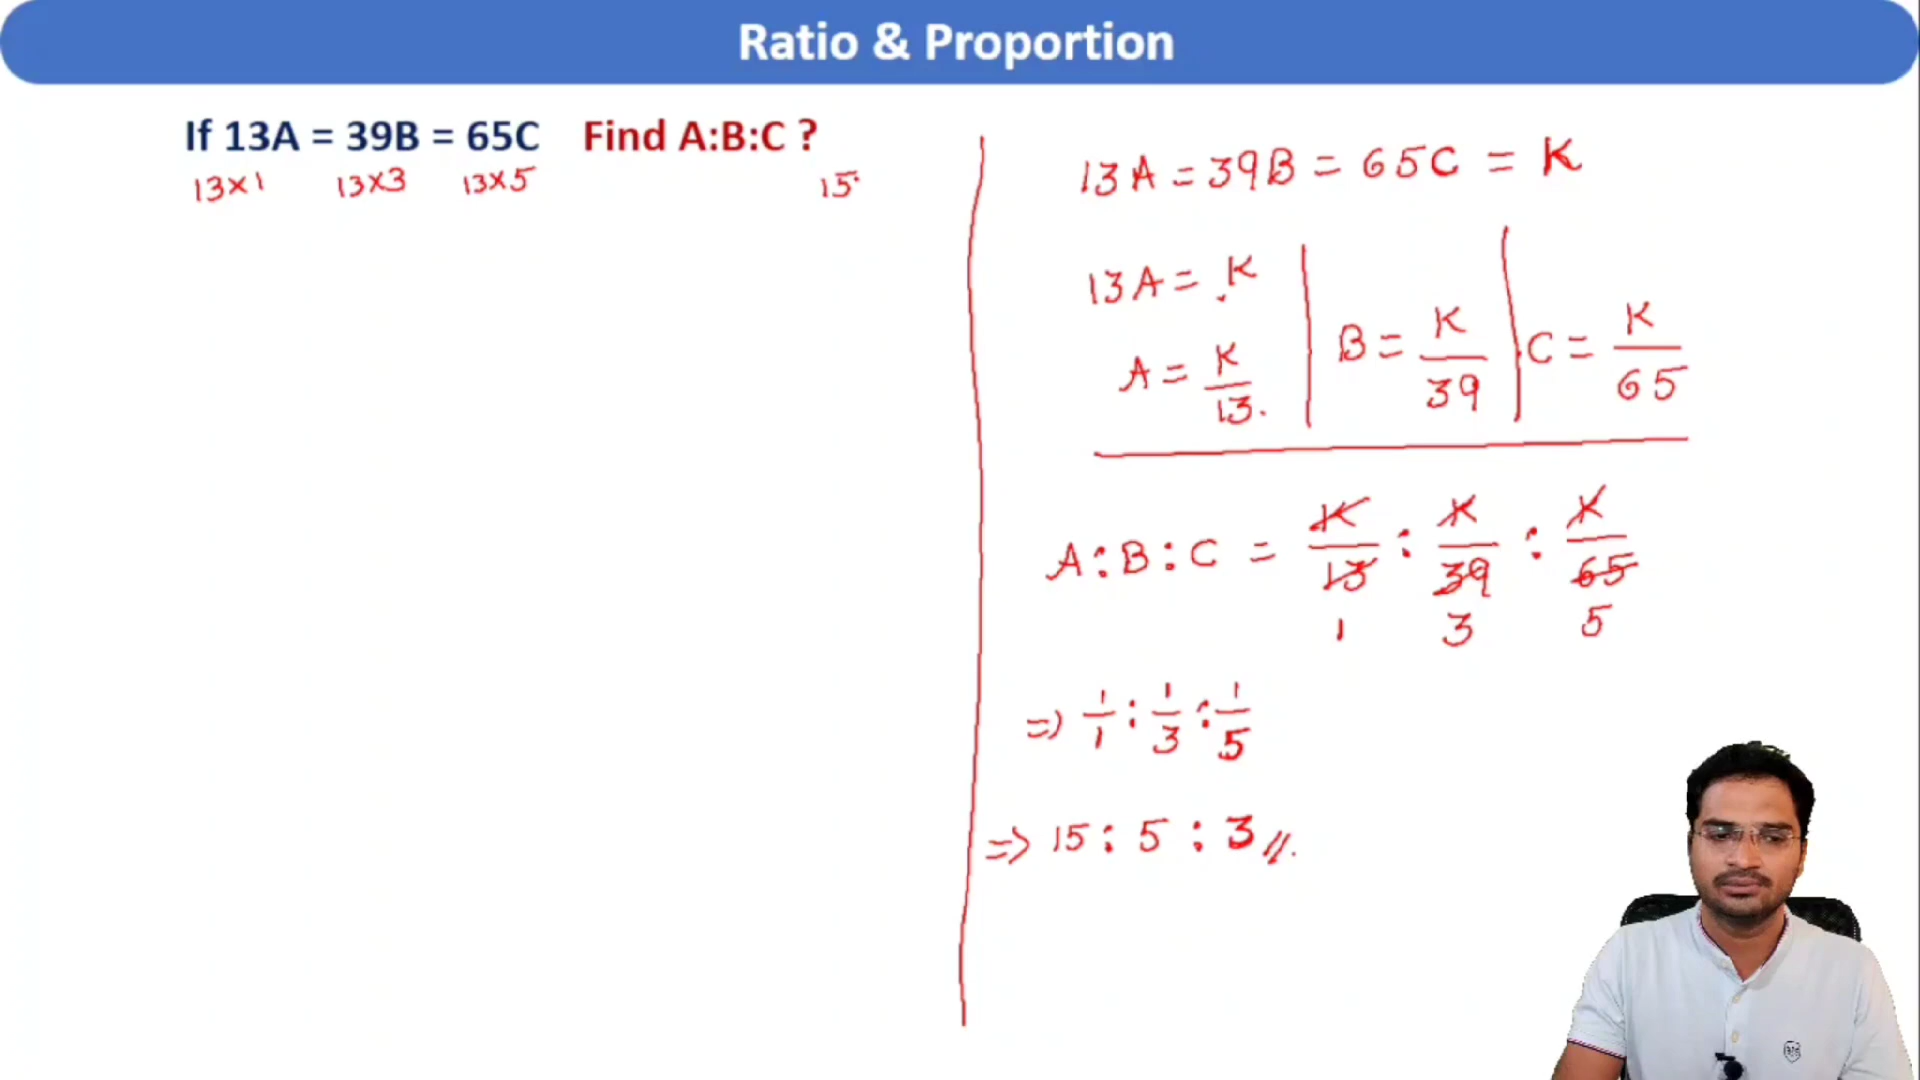 Ratio & Proportion
If 13A = 39B = 65C Find A:B:C ?
13×1 13×3 13×5 15
13A = 39B = 65C = K
13A = K
A = K/13. B = K/39 C = K/65
A:B:C = K/13 : K/39 : K/65
1 3 5
=> 1/1 : 1/3 : 1/5
=> 15 : 5 : 3 //.